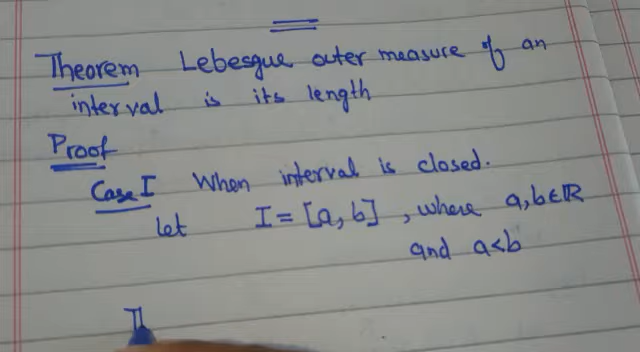 Theorem Lebesgue outer measure of an
interval is its length
Proof
Case I When interval is closed.
let I = [a, b] , where a, b ∈ ℝ
and a<b